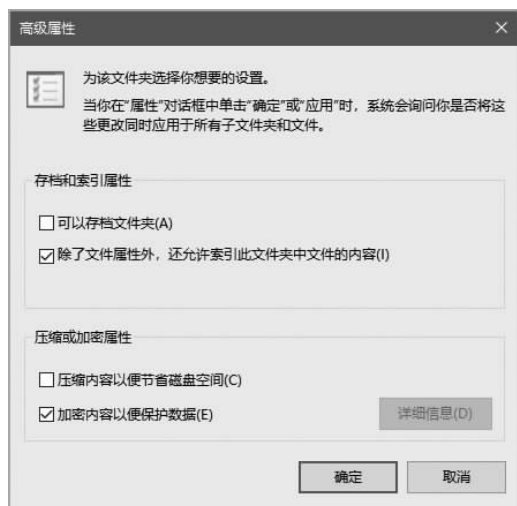 高级属性
为该文件夹选择你想要的设置。
当你在"属性"对话框中单击"确定"或"应用"时，系统会询问你是否将这
些更改同时应用于所有子文件夹和文件。
存档和索引属性
可以存档文件夹(A)
除了文件属性外，还允许索引此文件夹中文件的内容(I)
压缩或加密属性
压缩内容以便节省磁盘空间(C)
加密内容以便保护数据(E)
详细信息(D)
确定
取消